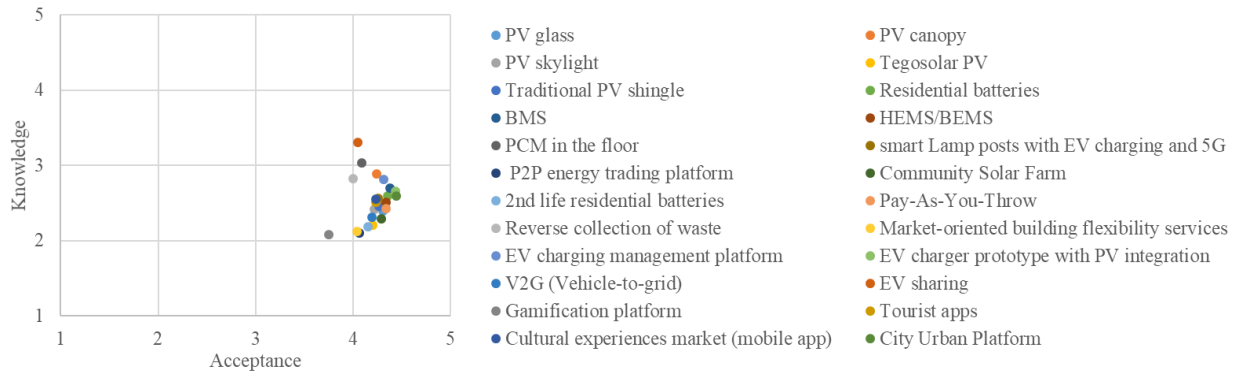 5
4
3
2
1
Knowledge
1
2
3
4
5
Acceptance
PV glass
PV canopy
PV skylight
Tegosolar PV
Traditional PV shingle
Residential batteries
BMS
HEMS/BEMS
PCM in the floor
smart Lamp posts with EV charging and 5G
P2P energy trading platform
Community Solar Farm
2nd life residential batteries
Pay-As-You-Throw
Reverse collection of waste
Market-oriented building flexibility services
EV charging management platform
EV charger prototype with PV integration
V2G (Vehicle-to-grid)
EV sharing
Gamification platform
Tourist apps
Cultural experiences market (mobile app)
City Urban Platform